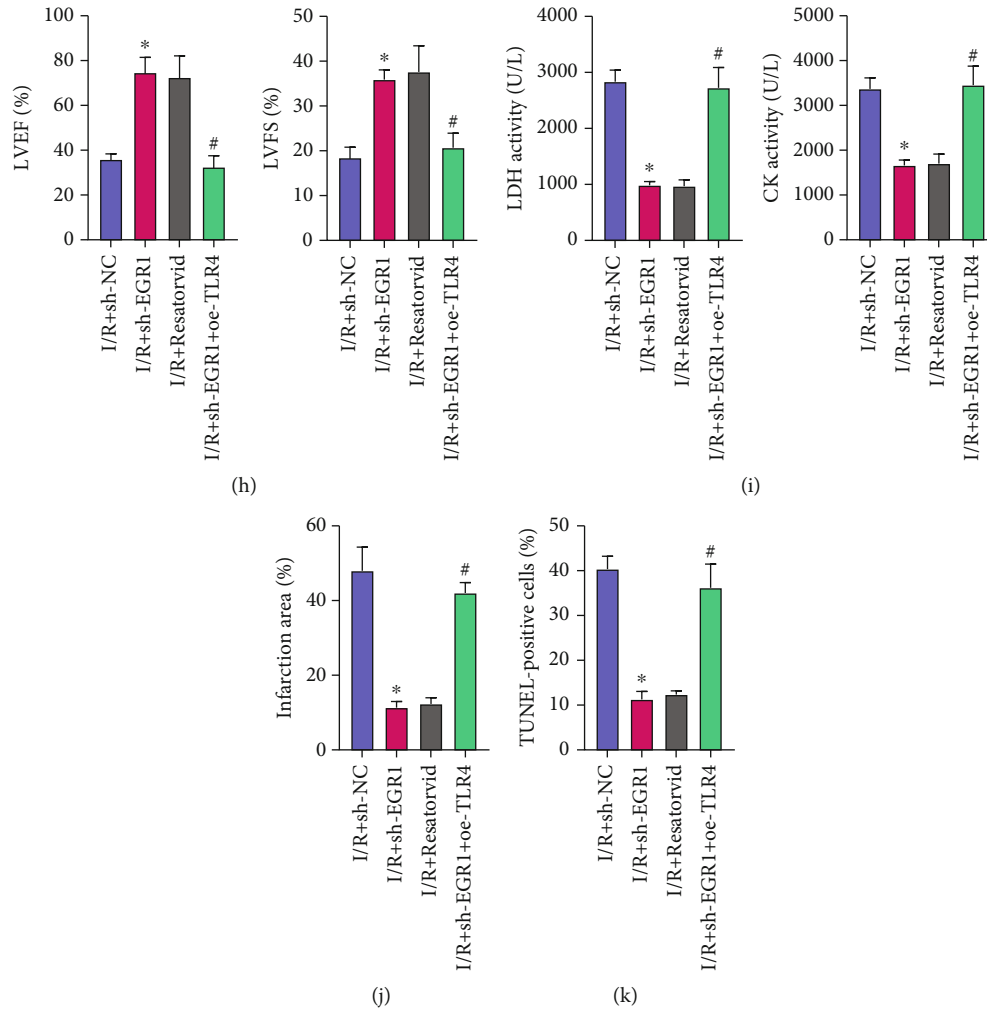 LVEF (%)
100
80
60
40
20
0
*
#
I/R+sh-NC
I/R+sh-EGR1
I/R+Resatorvid
I/R+sh-EGR1+oe-TLR4
LVFS (%)
50
40
30
20
10
0
*
#
I/R+sh-NC
I/R+sh-EGR1
I/R+Resatorvid
I/R+sh-EGR1+oe-TLR4
(h)
LDH activity (U/L)
4000
3000
2000
1000
0
*
#
I/R+sh-NC
I/R+sh-EGR1
I/R+Resatorvid
I/R+sh-EGR1+oe-TLR4
CK activity (U/L)
5000
4000
3000
2000
1000
0
*
#
I/R+sh-NC
I/R+sh-EGR1
I/R+Resatorvid
I/R+sh-EGR1+oe-TLR4
(i)
Infarction area (%)
60
40
20
0
*
#
I/R+sh-NC
I/R+sh-EGR1
I/R+Resatorvid
I/R+sh-EGR1+oe-TLR4
(j)
TUNEL-positive cells (%)
50
40
30
20
10
0
*
#
I/R+sh-NC
I/R+sh-EGR1
I/R+Resatorvid
I/R+sh-EGR1+oe-TLR4
(k)